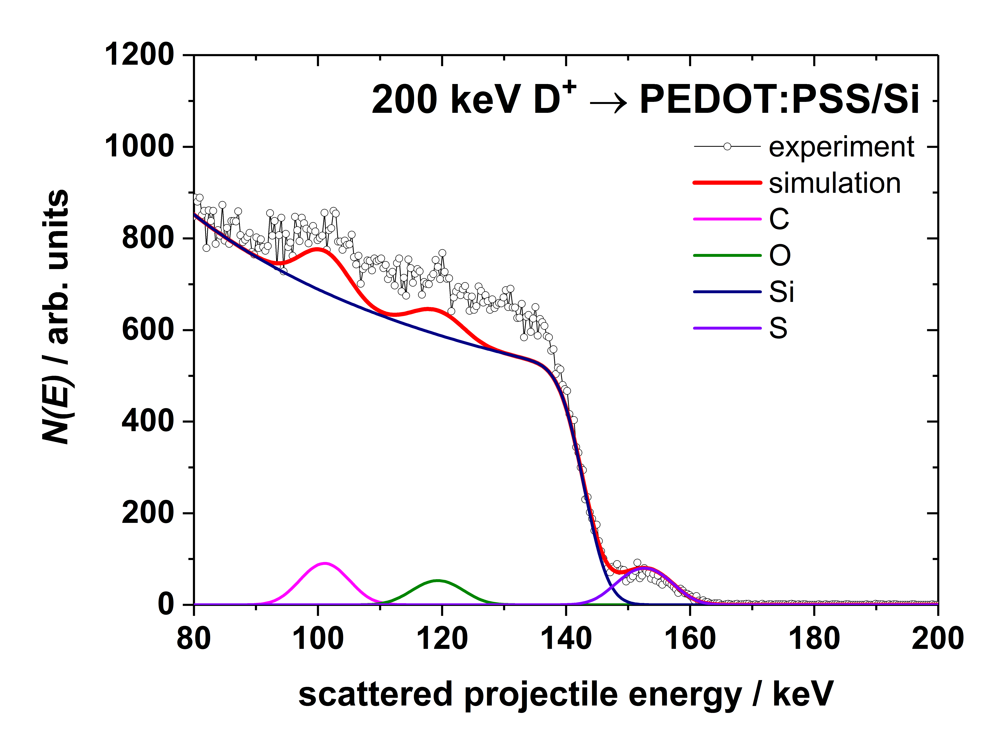 200 keV D⁺ → PEDOT:PSS/Si
experiment
simulation
C
O
Si
S
N(E) / arb. units
1200
1000
800
600
400
200
0
80 100 120 140 160 180 200
scattered projectile energy / keV